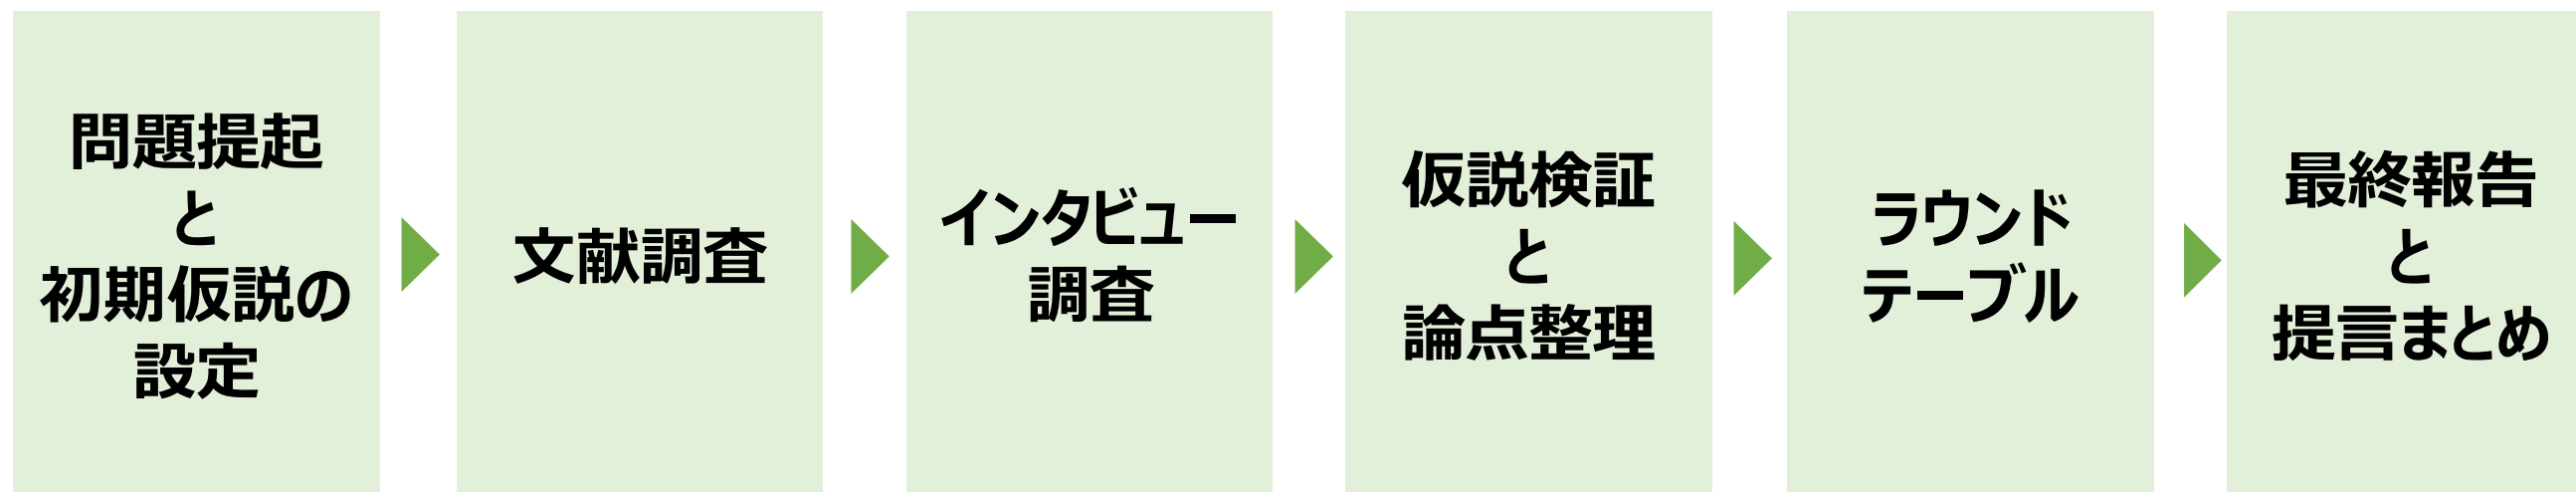 問題提起
と
初期仮説の
設定
文献調査
インタビュー
調査
仮説検証
と
論点整理
ラウンド
テーブル
最終報告
と
提言まとめ